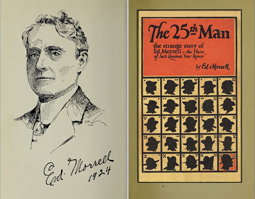 Ed. Morrell
1924
The 25th Man
the strange story of
Ed. Morrell - the Hero
of Jack London's "Star Rover"
by Ed. Morrell